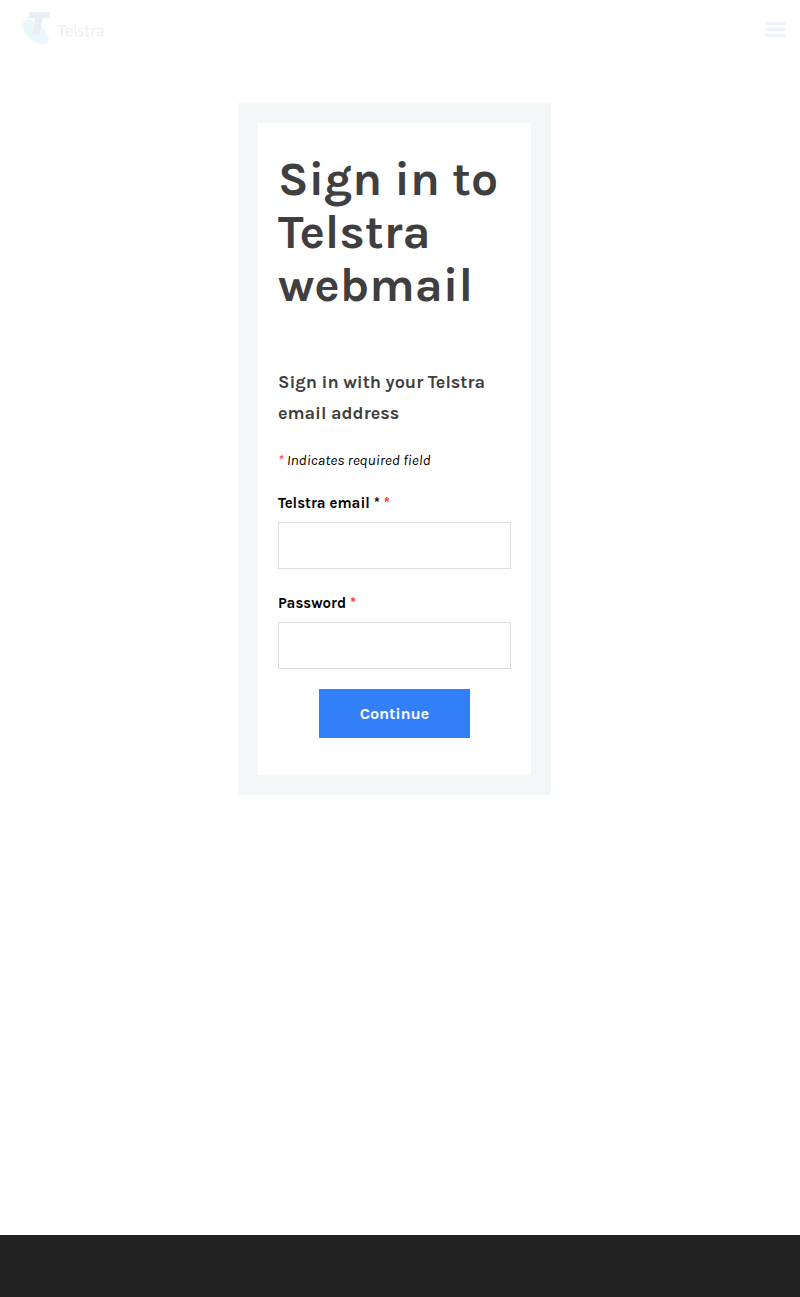 Telstra
Sign in to
Telstra
webmail
Sign in with your Telstra
email address
* Indicates required field
Telstra email * *
Password *
Continue